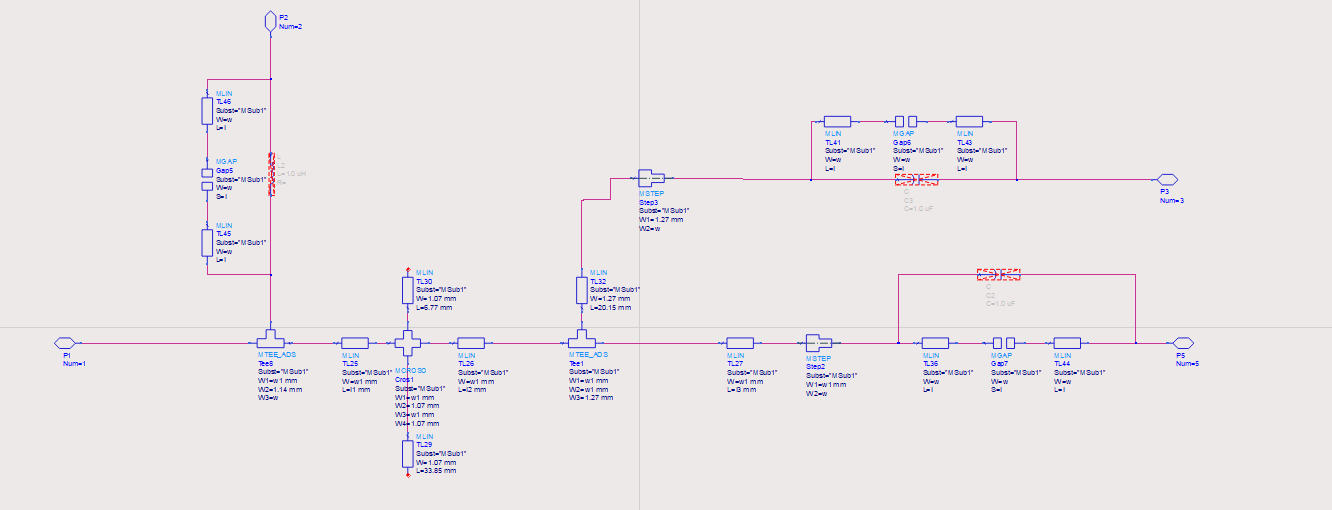 P2
Num=2
MLIN
TL46
Subst="MSub1"
W=w
L=l
MGAP
Gap5
Subst="MSub1"
W=w
S=l
L=1.0 uH
R=
MLIN
TL45
Subst="MSub1"
W=w
L=l
P1
Num=1
MTEE_ADS
Tee8
Subst="MSub1"
W1=w1 mm
W2=1.14 mm
W3=w
MLIN
TL25
Subst="MSub1"
W=w1 mm
L=l1 mm
MLIN
TL30
Subst="MSub1"
W=1.07 mm
L=6.77 mm
MCROSO
Cros1
Subst="MSub1"
W1=w1 mm
W2=1.07 mm
W3=w1 mm
W4=1.07 mm
MLIN
TL29
Subst="MSub1"
W=1.07 mm
L=33.85 mm
MLIN
TL26
Subst="MSub1"
W=w1 mm
L=l2 mm
MLIN
TL32
Subst="MSub1"
W=1.27 mm
L=20.15 mm
MTEE_ADS
Tee1
Subst="MSub1"
W1=w1 mm
W2=w1 mm
W3=1.27 mm
MSTEP
Step3
Subst="MSub1"
W1=1.27 mm
W2=w
MLIN
TL41
Subst="MSub1"
W=w
L=l
MGAP
Gap6
Subst="MSub1"
W=w
S=l
MLIN
TL43
Subst="MSub1"
W=w
L=l
C
C3
C=1.0 uF
P3
Num=3
C
C2
C=1.0 uF
MLIN
TL27
Subst="MSub1"
W=w1 mm
L=l3 mm
MSTEP
Step2
Subst="MSub1"
W1=w1 mm
W2=w
MLIN
TL36
Subst="MSub1"
W=w
L=l
MGAP
Gap7
Subst="MSub1"
W=w
S=l
MLIN
TL44
Subst="MSub1"
W=w
L=l
P5
Num=5